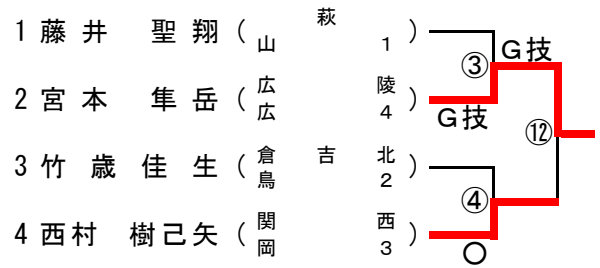 1 藤井 聖翔 ( 萩 山 1 )
2 宮本 隼岳 ( 広陵 広 4 )
3 竹歳 佳生 ( 倉吉北 鳥 2 )
4 西村 樹己矢 ( 関西 岡 3 )
③
G技
G技
⑫
④
○